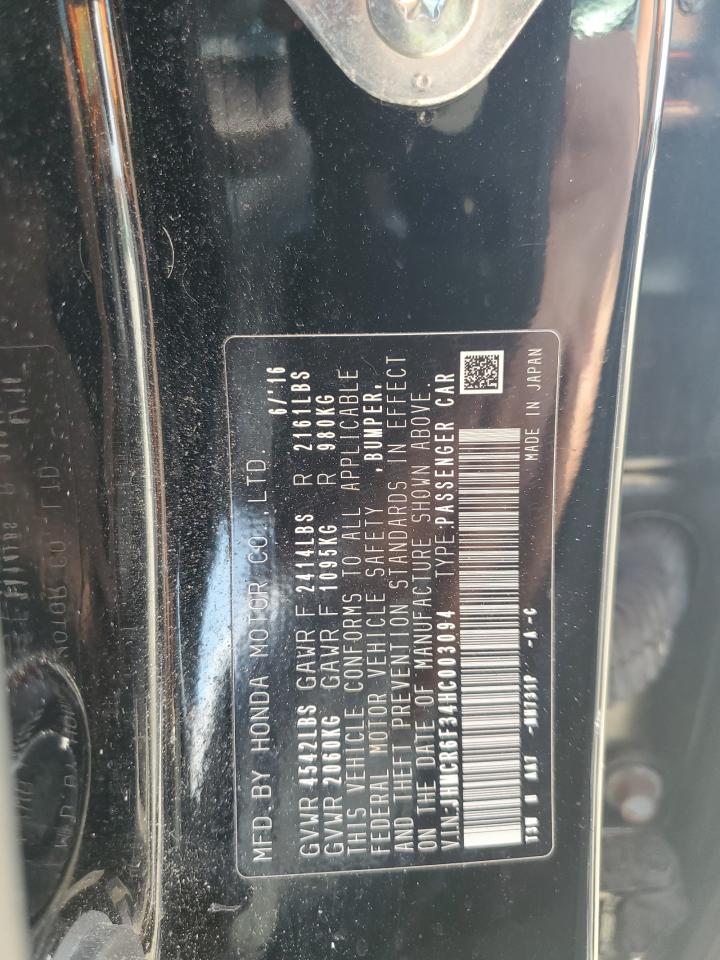 MFD. BY HONDA MOTOR CO., LTD. 6/'16
GVWR 4542LBS GAWR F 2414LBS R 2161LBS
GVWR 2060KG GAWR F 1095KG R 980KG
THIS VEHICLE CONFORMS TO ALL APPLICABLE
FEDERAL MOTOR VEHICLE SAFETY ,BUMPER,
AND THEFT PREVENTION STANDARDS IN EFFECT
ON THE DATE OF MANUFACTURE SHOWN ABOVE.
V.I.N:JHMCR6F34HC003094 TYPE:PASSENGER CAR
-A-C
MADE IN JAPAN